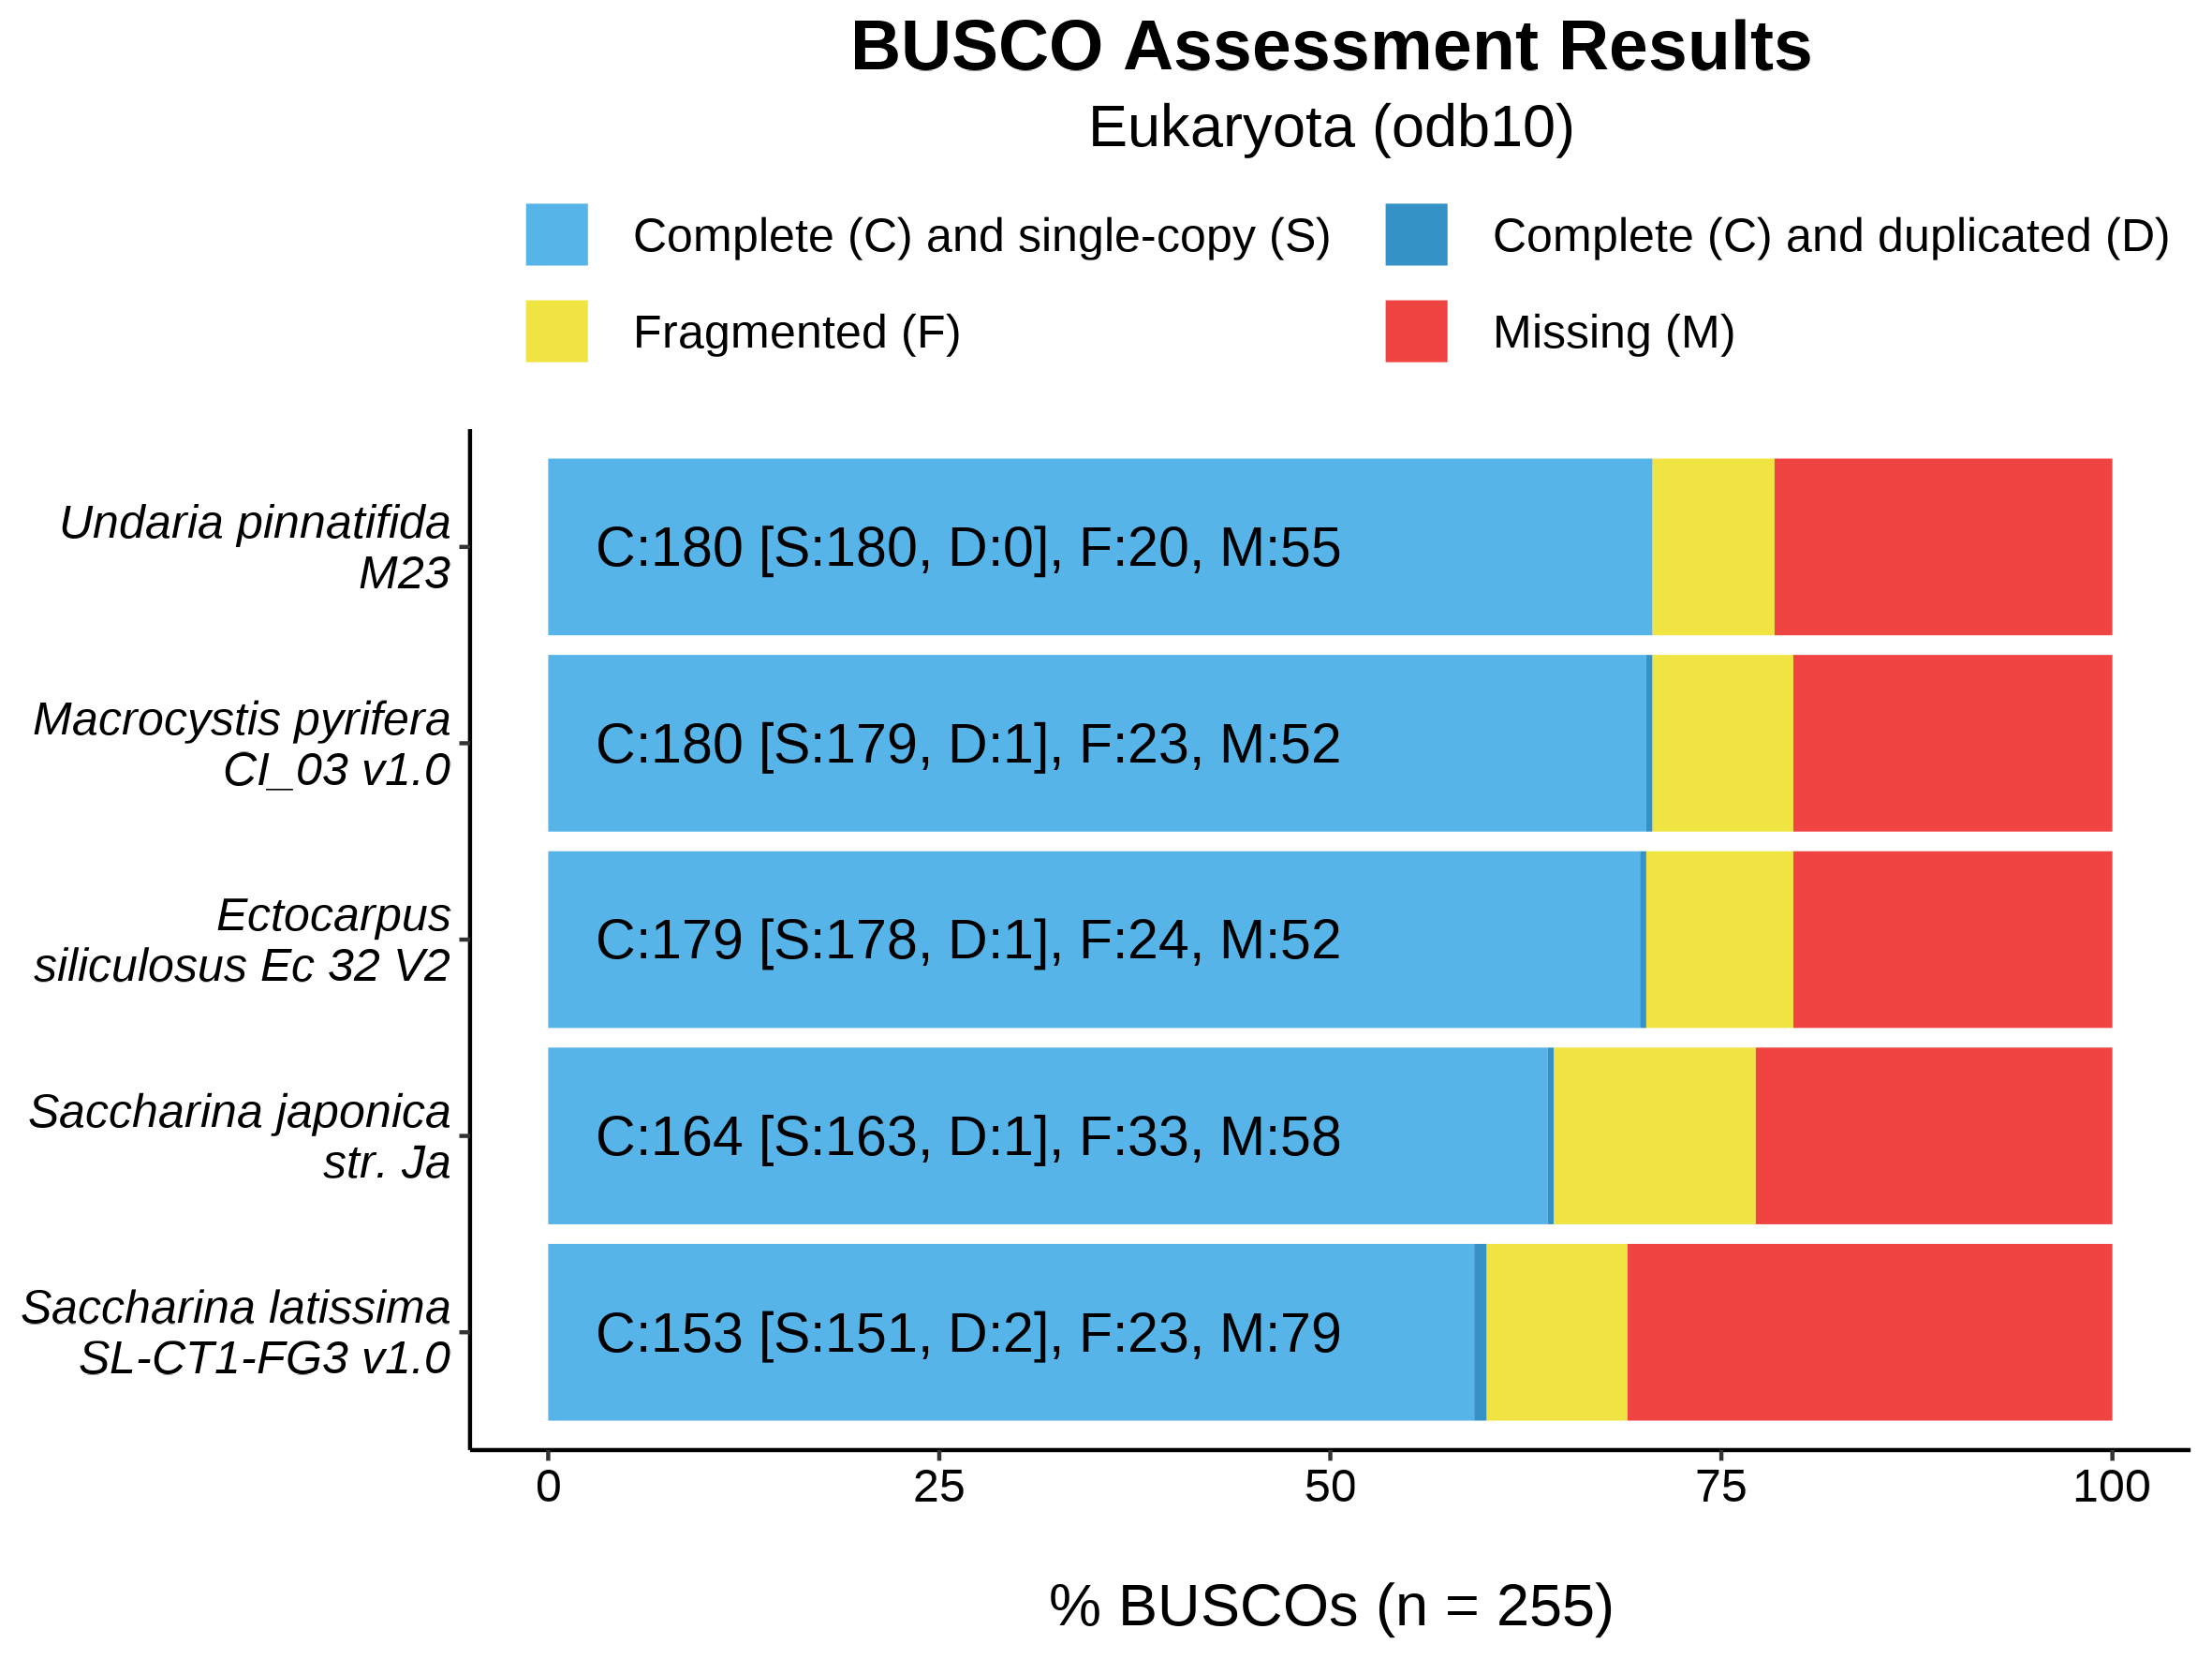 BUSCO Assessment Results
Eukaryota (odb10)
Complete (C) and single-copy (S)
Complete (C) and duplicated (D)
Fragmented (F)
Missing (M)
Undaria pinnatifida
M23
C:180 [S:180, D:0], F:20, M:55
Macrocystis pyrifera
CI_03 v1.0
C:180 [S:179, D:1], F:23, M:52
Ectocarpus
siliculosus Ec 32 V2
C:179 [S:178, D:1], F:24, M:52
Saccharina japonica
str. Ja
C:164 [S:163, D:1], F:33, M:58
Saccharina latissima
SL-CT1-FG3 v1.0
C:153 [S:151, D:2], F:23, M:79
0 25 50 75 100
% BUSCOs (n = 255)